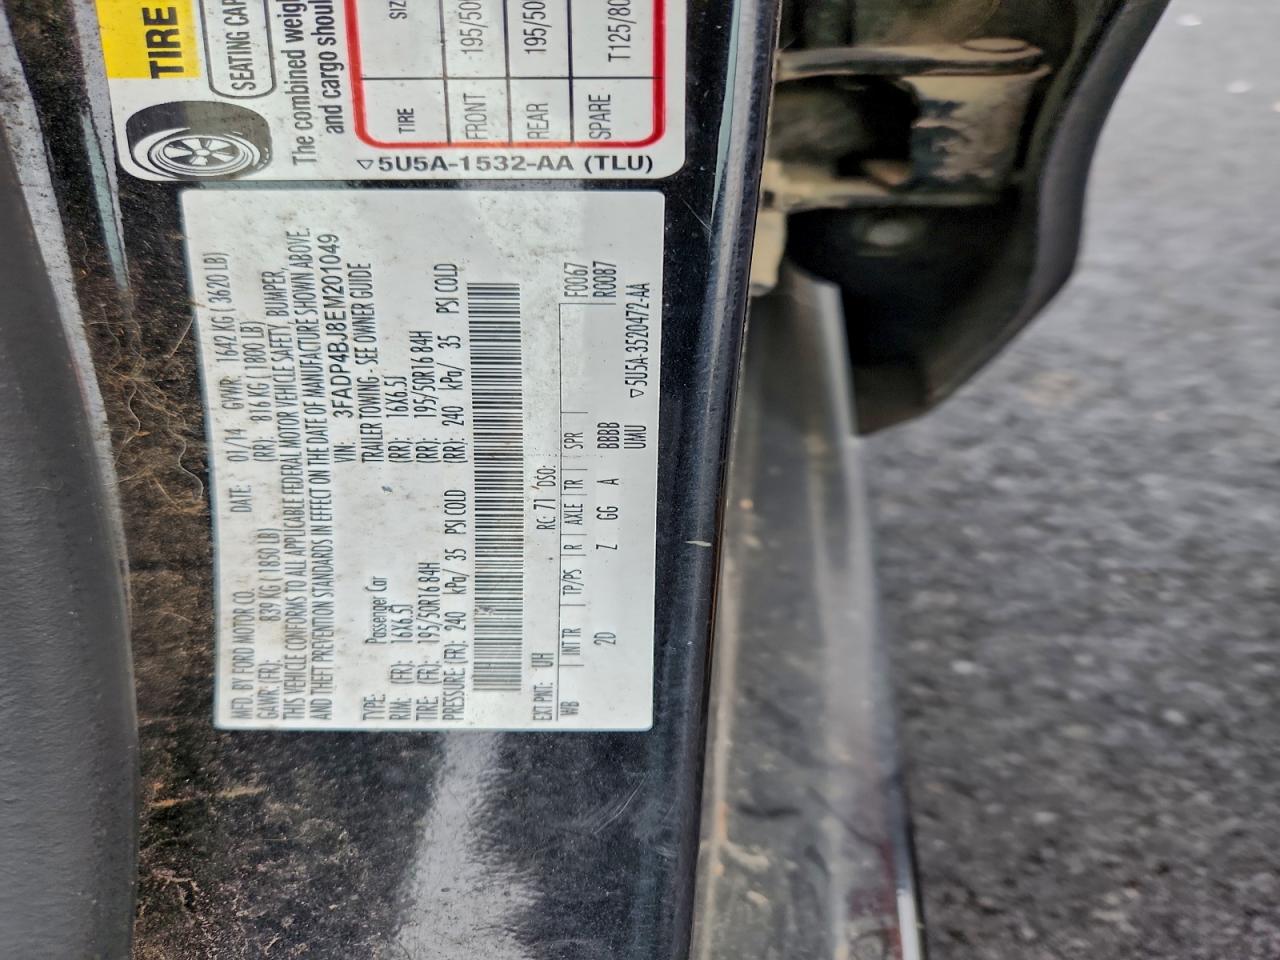 TIRE
SEATING CAP
The combined weigh
and cargo shoul
TIRE SIZ
FRONT 195/50
REAR 195/50
SPARE T125/80
▽5U5A-1532-AA (TLU)
MFD. BY FORD MOTOR CO. DATE: 01/14 GVWR: 1642 KG ( 3620 LB)
GAWR: (FR): 839 KG ( 1850 LB) (RR): 816 KG ( 1800 LB)
THIS VEHICLE CONFORMS TO ALL APPLICABLE FEDERAL MOTOR VEHICLE SAFETY, BUMPER,
AND THEFT PREVENTION STANDARDS IN EFFECT ON THE DATE OF MANUFACTURE SHOWN ABOVE.
VIN: 3FADP4BJ8EM201049
TYPE: Passenger Car TRAILER TOWING - SEE OWNER GUIDE
RIM: (FR): 16X6.5J (RR): 16X6.5J
TIRE: (FR): 195/50R16 84H (RR): 195/50R16 84H
PRESSURE: (FR): 240 kPa/ 35 PSI COLD (RR): 240 kPa/ 35 PSI COLD
EXT PNT: UH RC: 71 DSO: F0067
WB INT TR TP/PS R AXLE TR SPR R0087
2D Z GG A BBBB
UMU ▽5U5A-3520472-AA